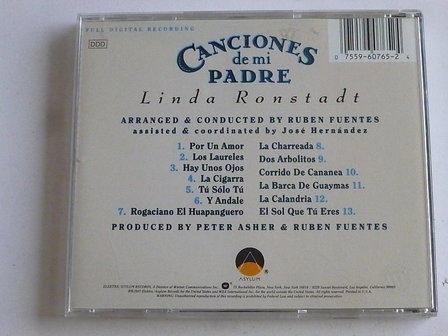 FULL DIGITAL RECORDING
DDD
CANCIONES
de mi
PADRE
0 7559-60765-2 4
Linda Ronstadt
ARRANGED & CONDUCTED BY RUBEN FUENTES
assisted & coordinated by José Hernández
1. Por Un Amor
2. Los Laureles
3. Hay Unos Ojos
4. La Cigarra
5. Tú Sólo Tú
6. Y Andale
7. Rogaciano El Huapanguero
La Charreada 8.
Dos Arbolitos 9.
Corrido De Cananea 10.
La Barca De Guaymas 11.
La Calandria 12.
El Sol Que Tú Eres 13.
PRODUCED BY PETER ASHER & RUBEN FUENTES
ASYLUM